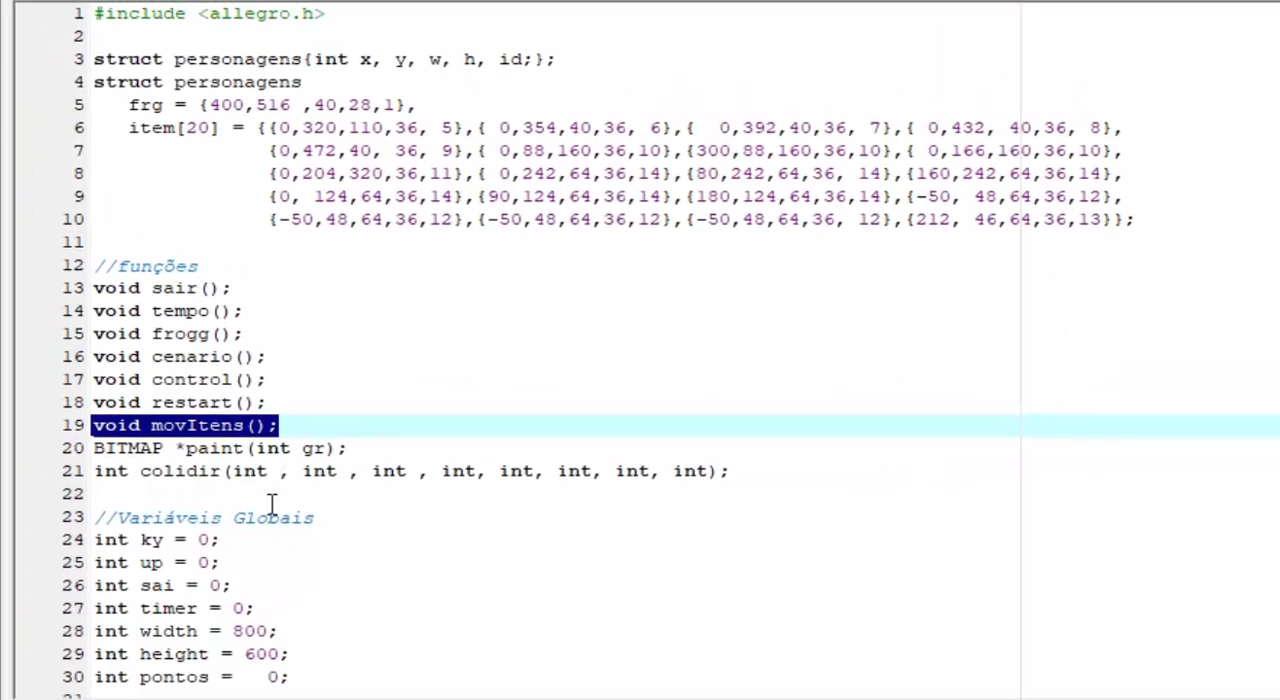 1 #include <allegro.h>
2
3 struct personagens{int x, y, w, h, id;};
4 struct personagens
5 frg = {400,516 ,40,28,1},
6 item[20] = {{0,320,110,36, 5},{ 0,354,40,36, 6},{ 0,392,40,36, 7},{ 0,432, 40,36, 8},
7 {0,472,40, 36, 9},{ 0,88,160,36,10},{300,88,160,36,10},{ 0,166,160,36,10},
8 {0,204,320,36,11},{ 0,242,64,36,14},{80,242,64,36, 14},{160,242,64,36,14},
9 {0, 124,64,36,14},{90,124,64,36,14},{180,124,64,36,14},{-50, 48,64,36,12},
10 {-50,48,64,36,12},{-50,48,64,36,12},{-50,48,64,36, 12},{212, 46,64,36,13}};
11
12 //funções
13 void sair();
14 void tempo();
15 void frogg();
16 void cenario();
17 void control();
18 void restart();
19 void movItens();
20 BITMAP *paint(int gr);
21 int colidir(int , int , int , int, int, int, int, int);
22
23 //Variáveis Globais
24 int ky = 0;
25 int up = 0;
26 int sai = 0;
27 int timer = 0;
28 int width = 800;
29 int height = 600;
30 int pontos = 0;